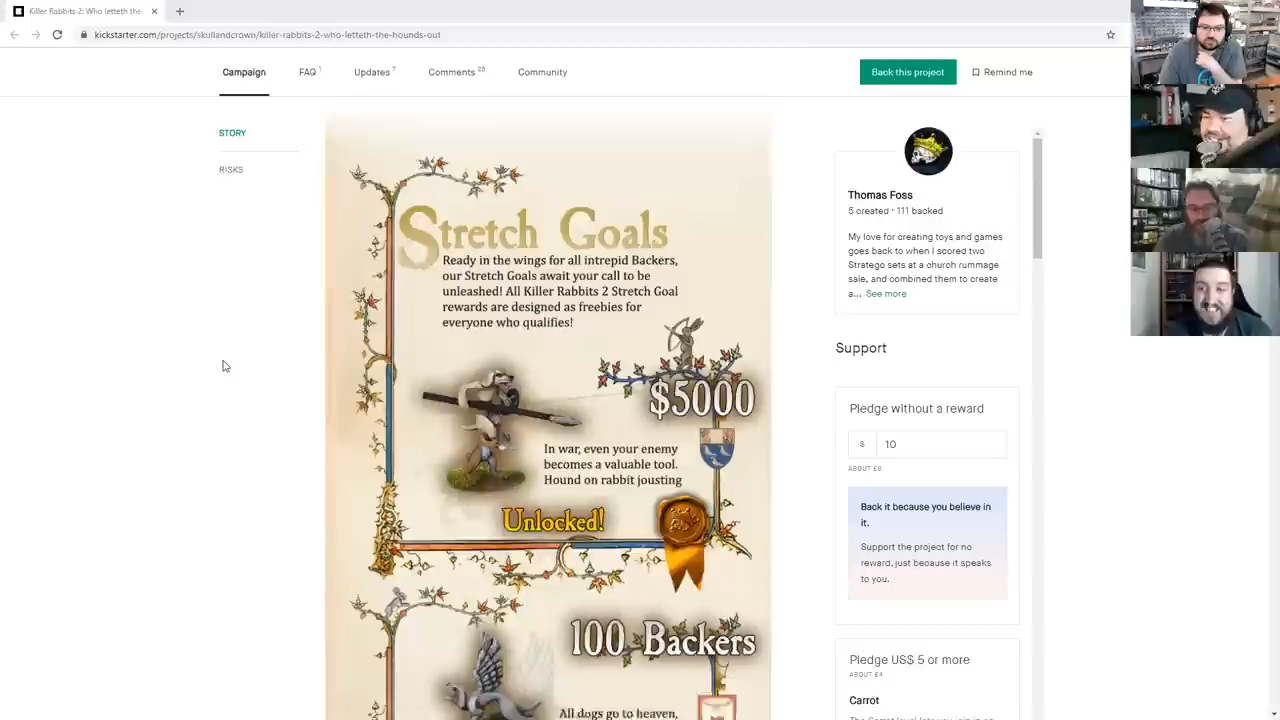 Killer Rabbits 2: Who letteth the
kickstarter.com/projects/skullandcrown/killer-rabbits-2-who-letteth-the-hounds-out
Campaign
FAQ 1
Updates 7
Comments 23
Community
Back this project
Remind me
STORY
RISKS
Stretch Goals
Ready in the wings for all intrepid Backers,
our Stretch Goals await your call to be
unleashed! All Killer Rabbits 2 Stretch Goal
rewards are designed as freebies for
everyone who qualifies!
$5000
In war, even your enemy
becomes a valuable tool.
Hound on rabbit jousting
Unlocked!
100 Backers
All dogs go to heaven,
Thomas Foss
5 created · 111 backed
My love for creating toys and games
goes back to when I scored two
Stratego sets at a church rummage
sale, and combined them to create
a... See more
Support
Pledge without a reward
$ 10
ABOUT £8
Back it because you believe in
it.
Support the project for no
reward, just because it speaks
to you.
Pledge US$ 5 or more
ABOUT £4
Carrot